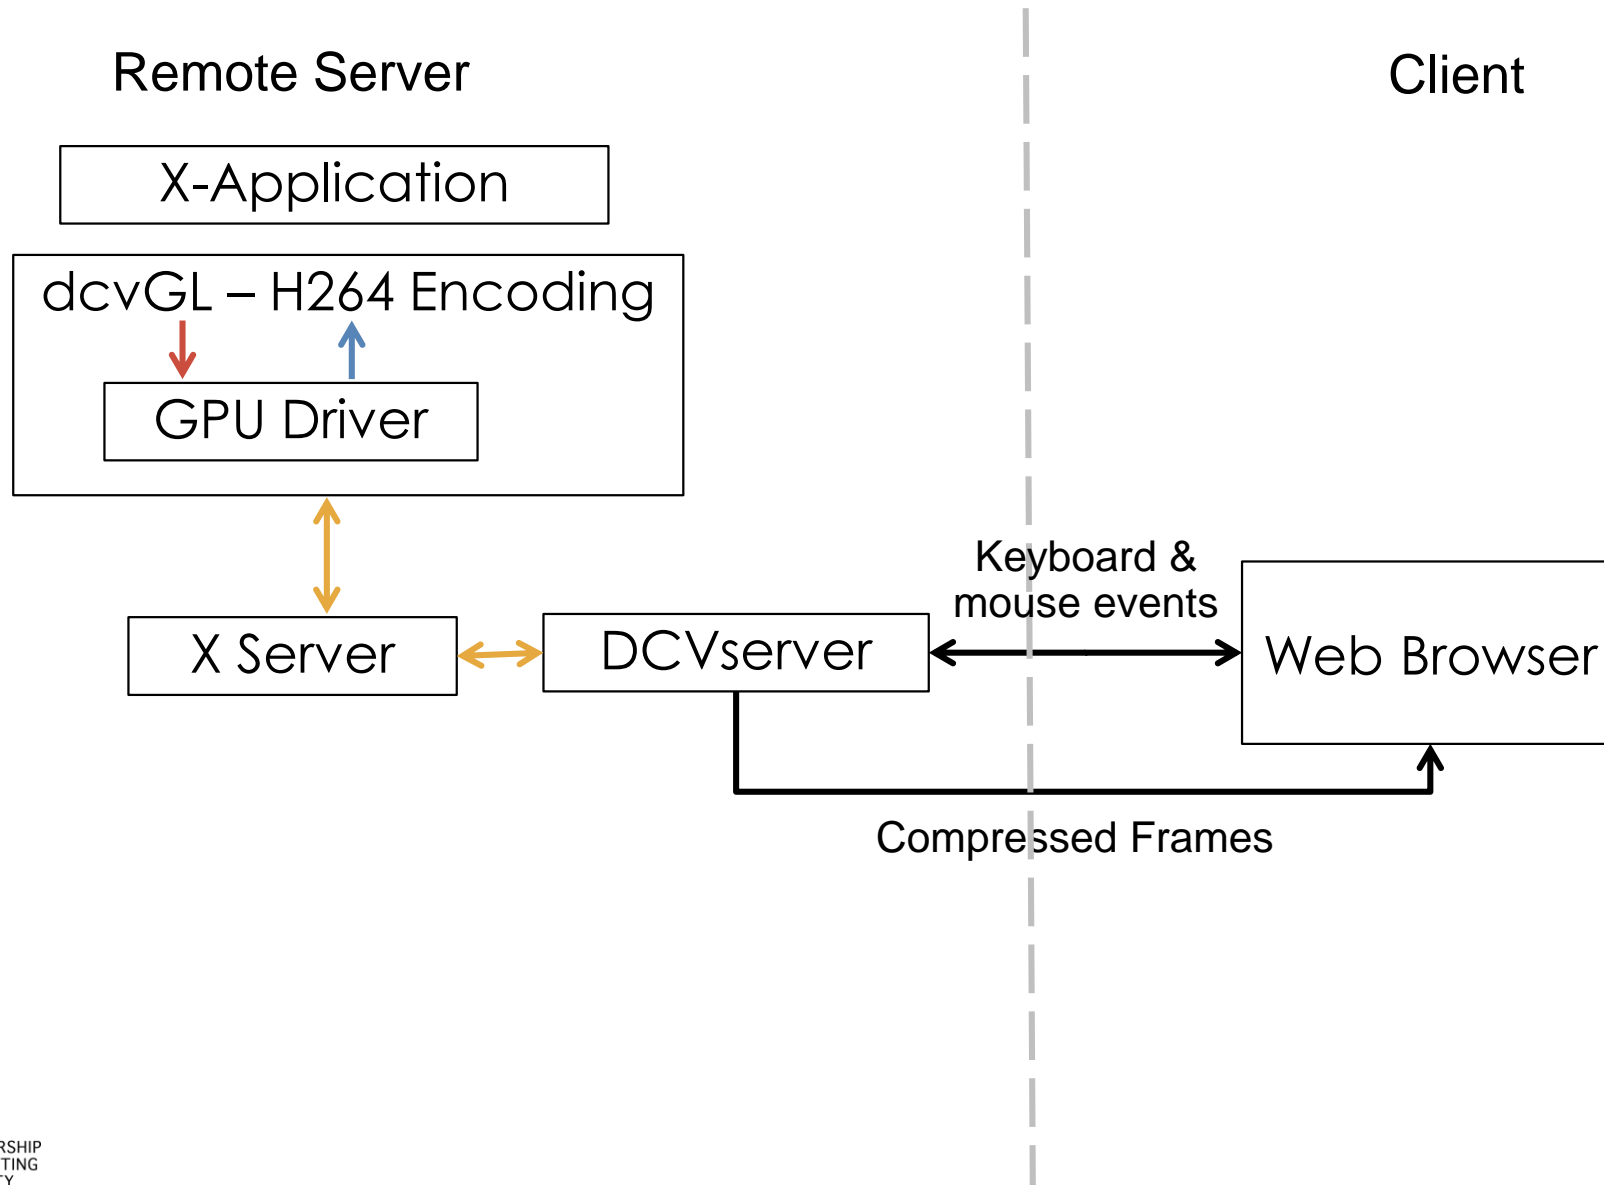 Remote Server
Client
X-Application
dcvGL – H264 Encoding
GPU Driver
Keyboard &
mouse events
X Server
DCVserver
Web Browser
Compressed Frames
RSHIP
TING
TY